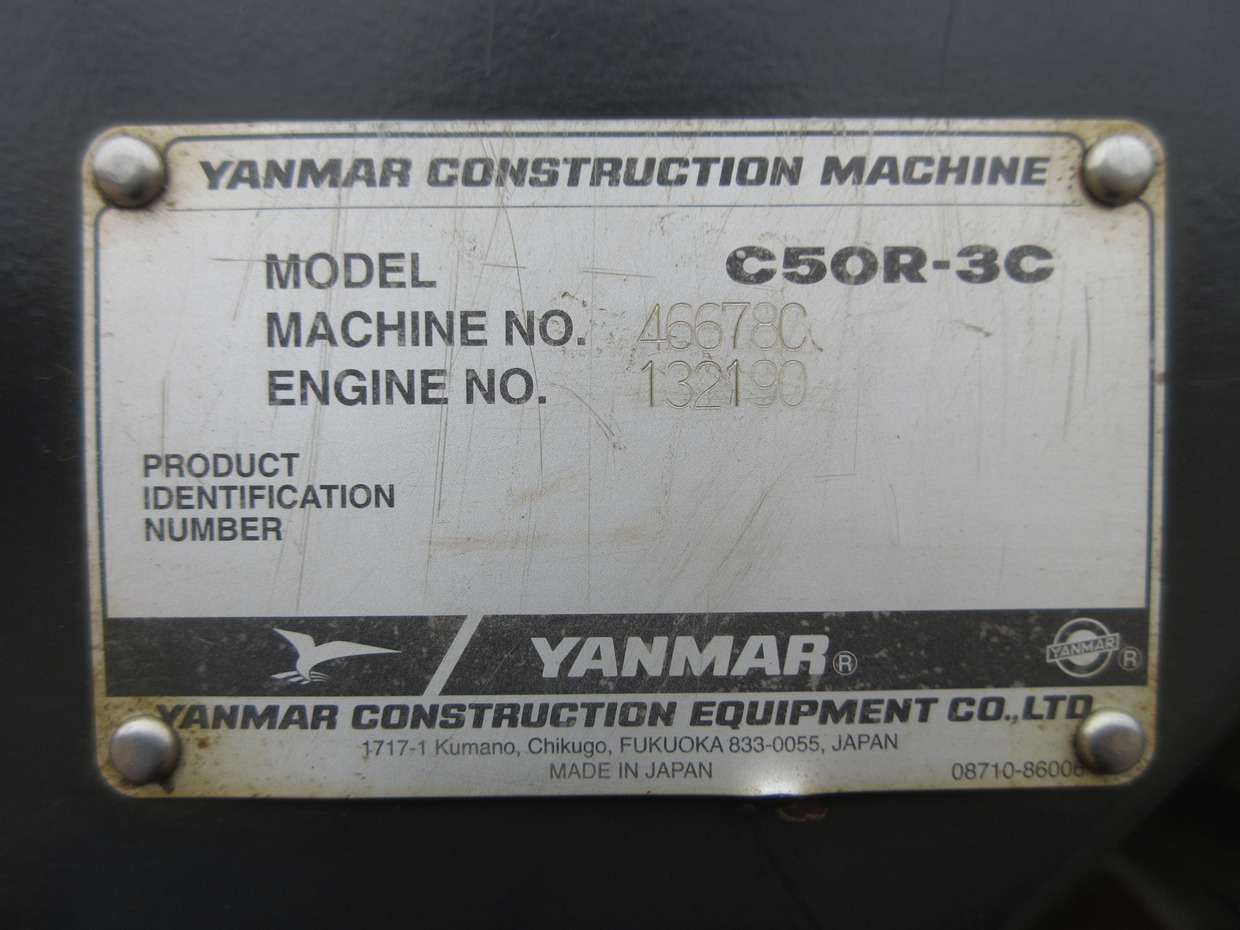 YANMAR CONSTRUCTION MACHINE
MODEL C50R-3C
MACHINE NO. 46678C
ENGINE NO. 132190
PRODUCT
IDENTIFICATION
NUMBER
YANMAR®
YANMAR ®
YANMAR CONSTRUCTION EQUIPMENT CO.,LTD.
1717-1 Kumano, Chikugo, FUKUOKA 833-0055, JAPAN
MADE IN JAPAN